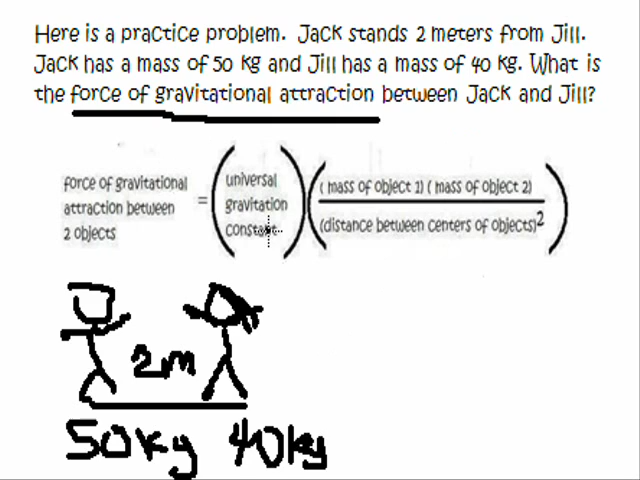 Here is a practice problem. Jack stands 2 meters from Jill.
Jack has a mass of 50 kg and Jill has a mass of 40 kg. What is
the force of gravitational attraction between Jack and Jill?
force of gravitational
attraction between
2 objects
=
(universal
gravitation
constant)
(( mass of object 1) ( mass of object 2)
(distance between centers of objects)2)
2m
50kg 40kg